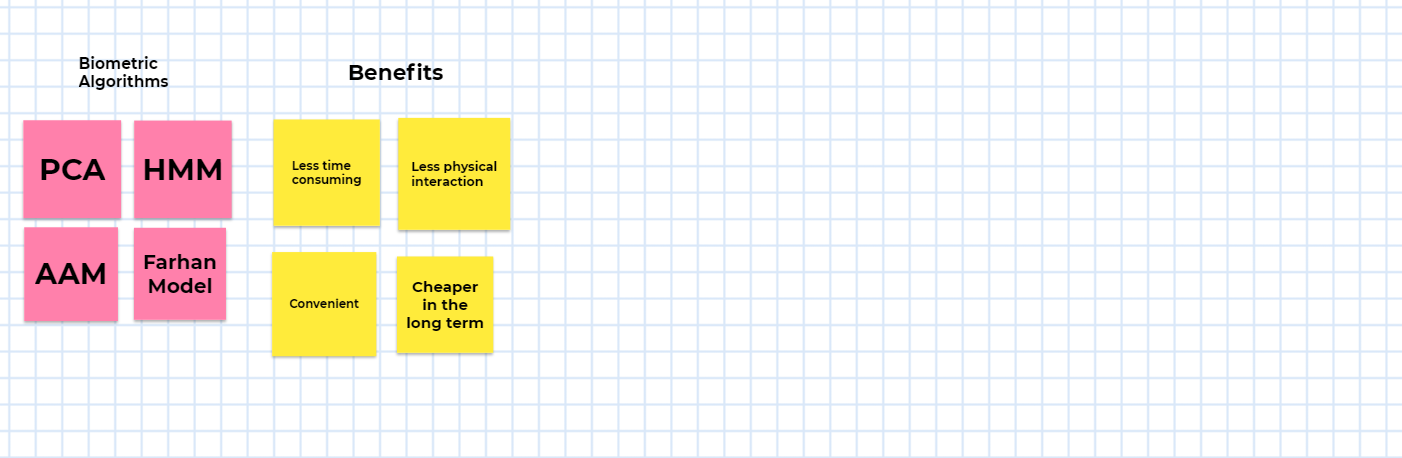 Biometric
Algorithms
Benefits
PCA
HMM
AAM
Farhan
Model
Less time
consuming
Less physical
interaction
Convenient
Cheaper
in the
long term